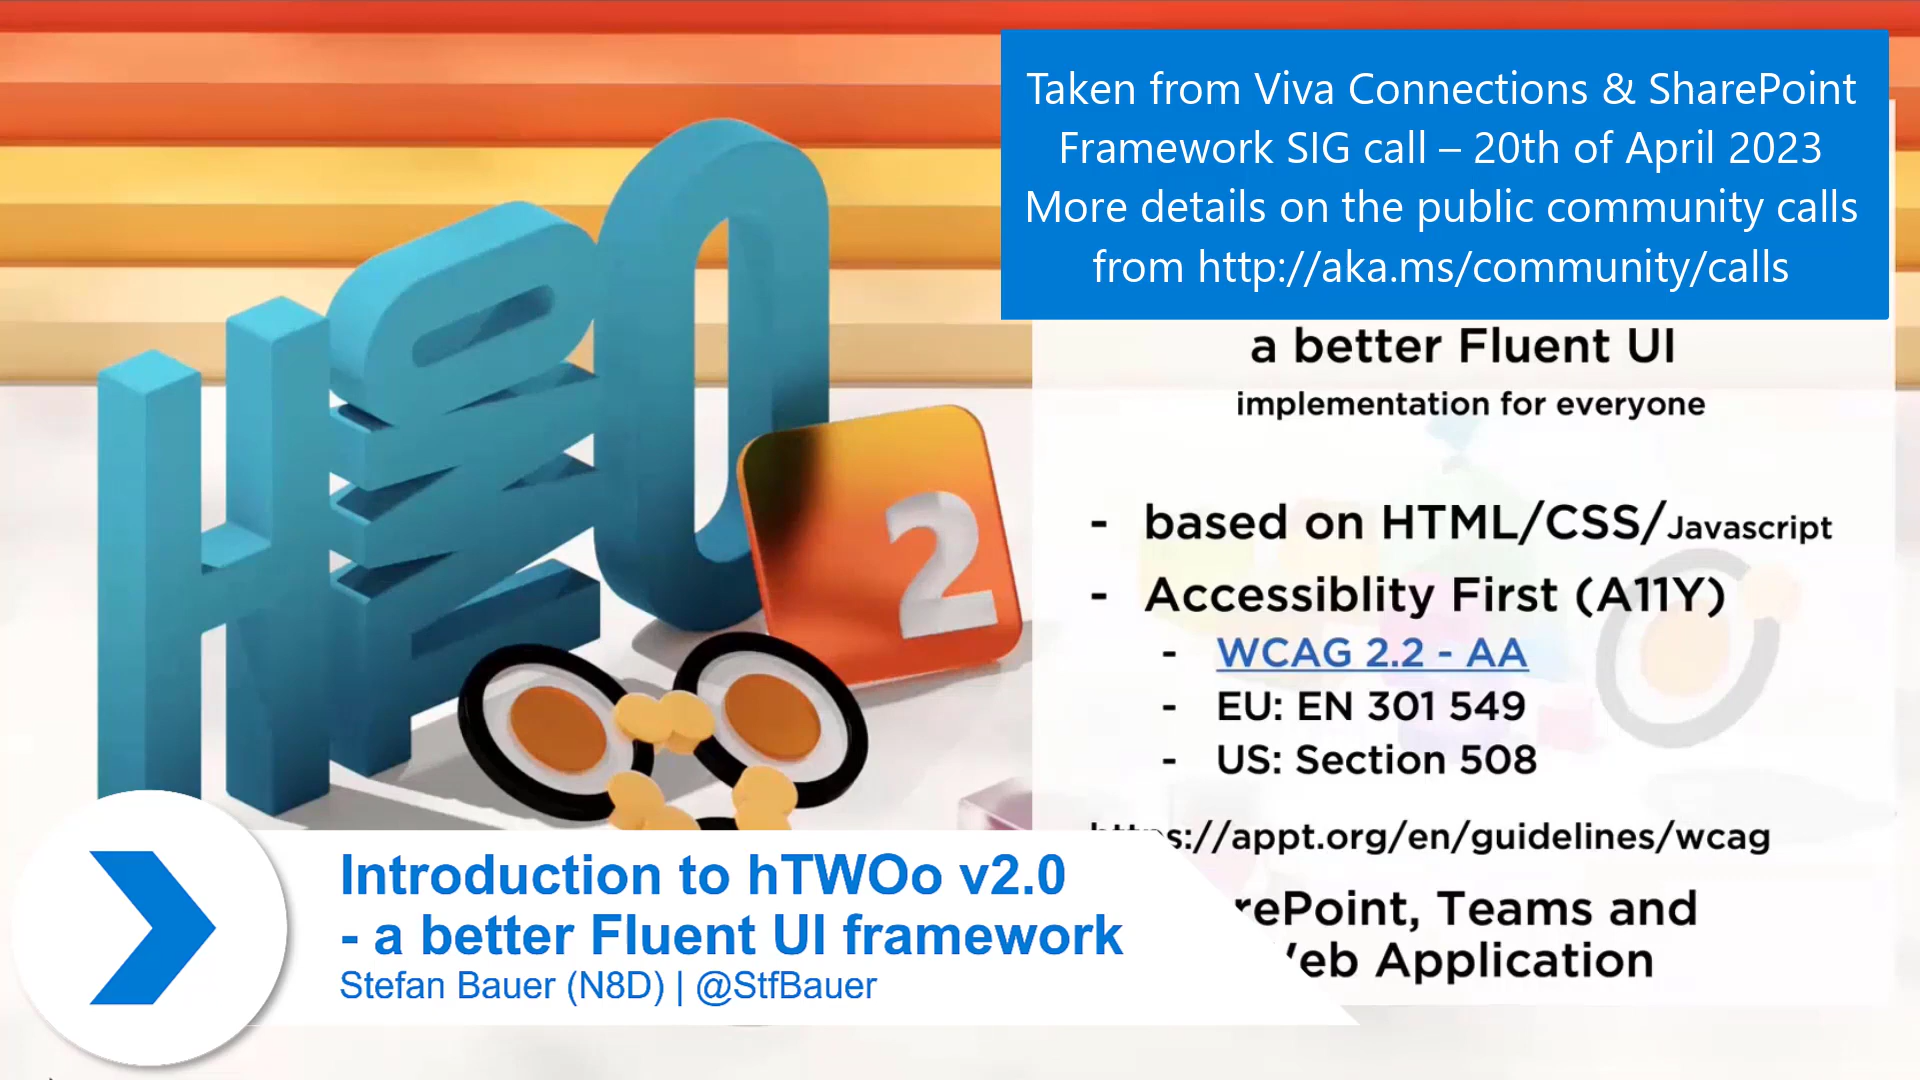 Taken from Viva Connections & SharePoint
Framework SIG call – 20th of April 2023
More details on the public community calls
from http://aka.ms/community/calls
a better Fluent UI
implementation for everyone
- based on HTML/CSS/Javascript
- Accessiblity First (A11Y)
- WCAG 2.2 - AA
- EU: EN 301 549
- US: Section 508
https://appt.org/en/guidelines/wcag
rePoint, Teams and
eb Application
HTWOO
2
Introduction to hTWOo v2.0
- a better Fluent UI framework
Stefan Bauer (N8D) | @StfBauer